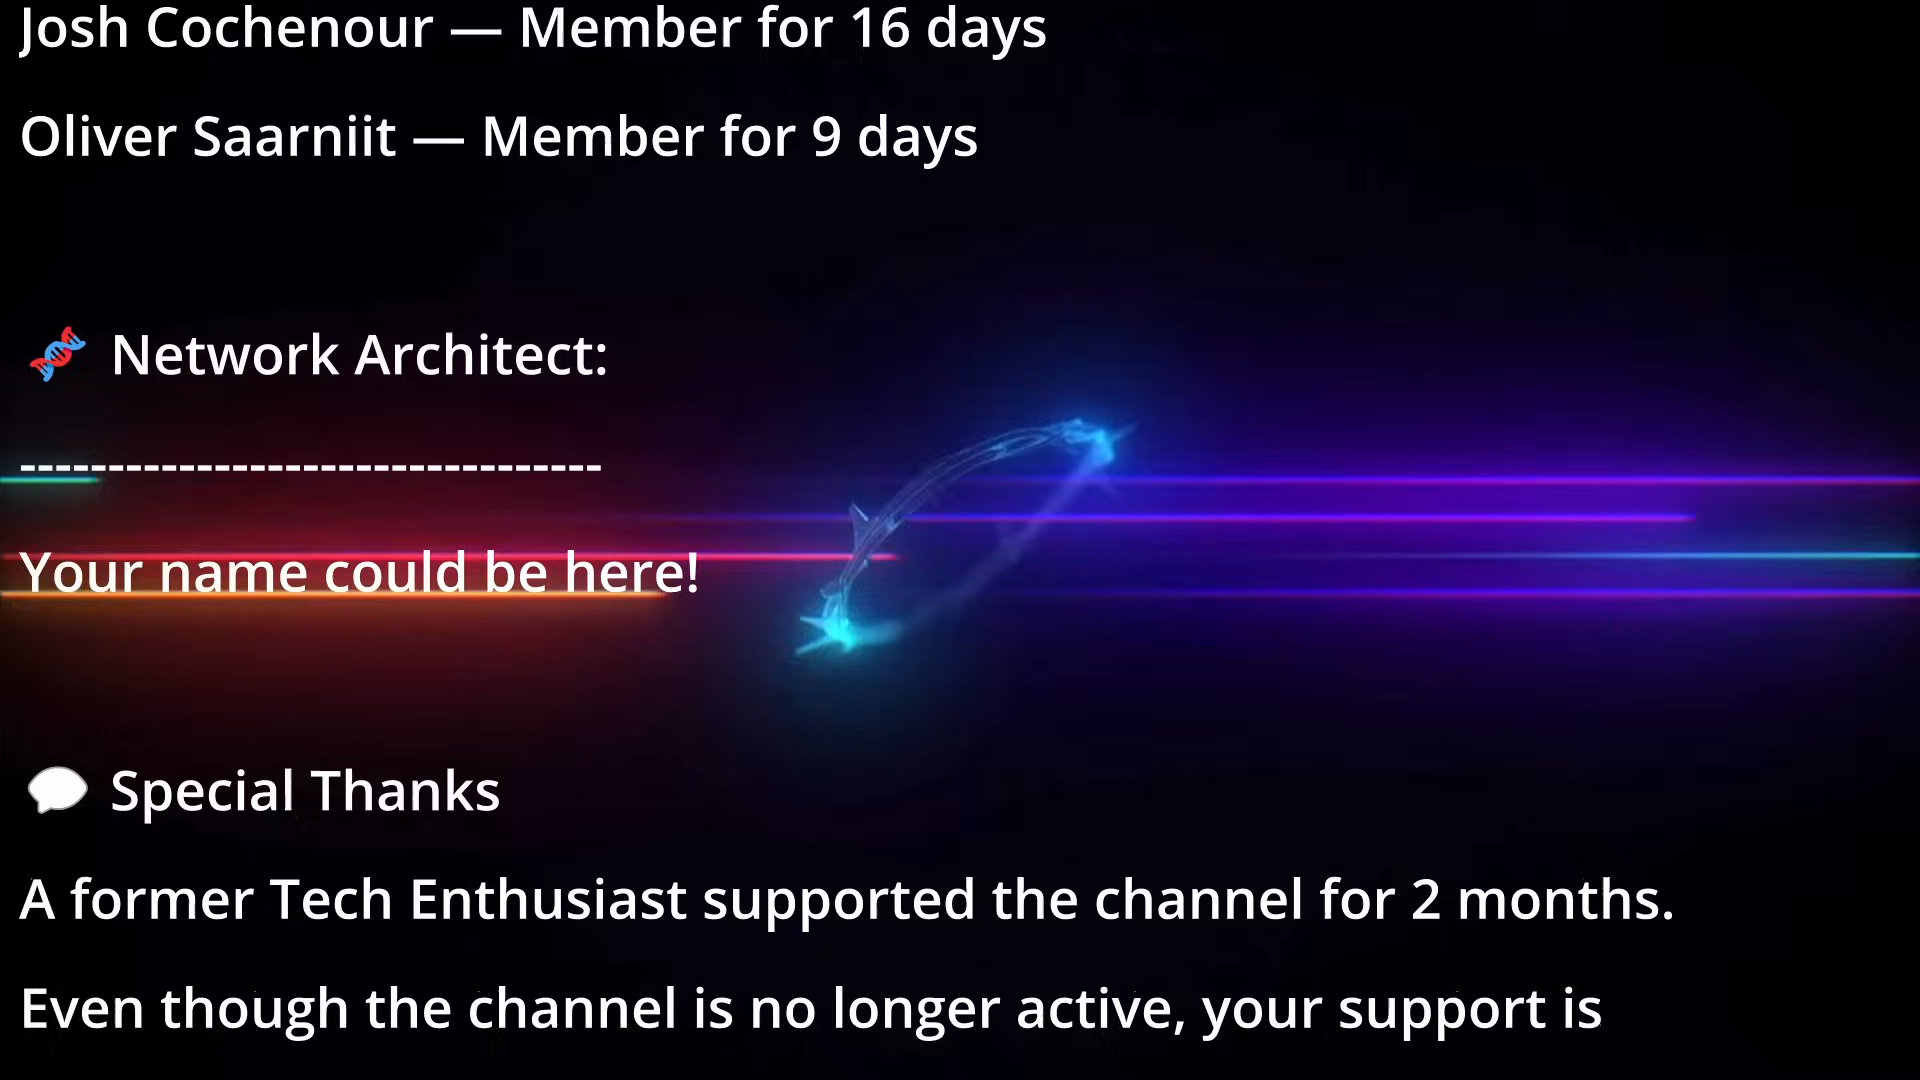 Josh Cochenour — Member for 16 days
Oliver Saarniit — Member for 9 days
🧬 Network Architect:
---------------------------------
Your name could be here!
💬 Special Thanks
A former Tech Enthusiast supported the channel for 2 months.
Even though the channel is no longer active, your support is